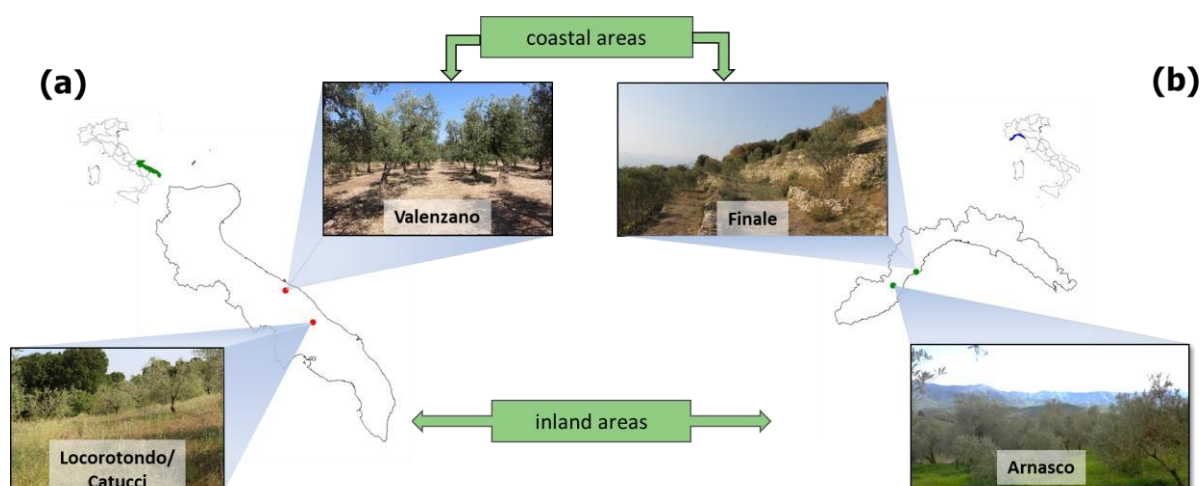 coastal areas
(a)
(b)
Valenzano
Finale
inland areas
Locorotondo/
Catucci
Arnasco